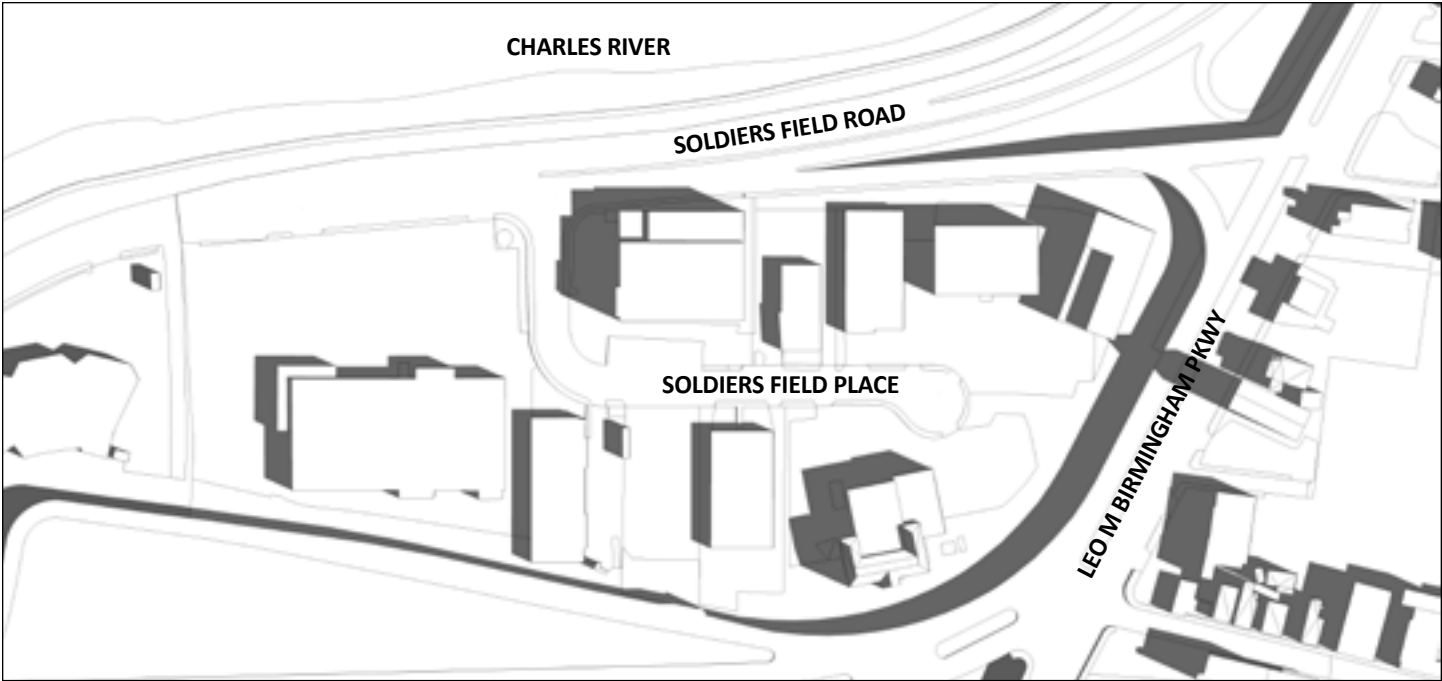 CHARLES RIVER
SOLDIERS FIELD ROAD
SOLDIERS FIELD PLACE
LEO M BIRMINGHAM PKWY